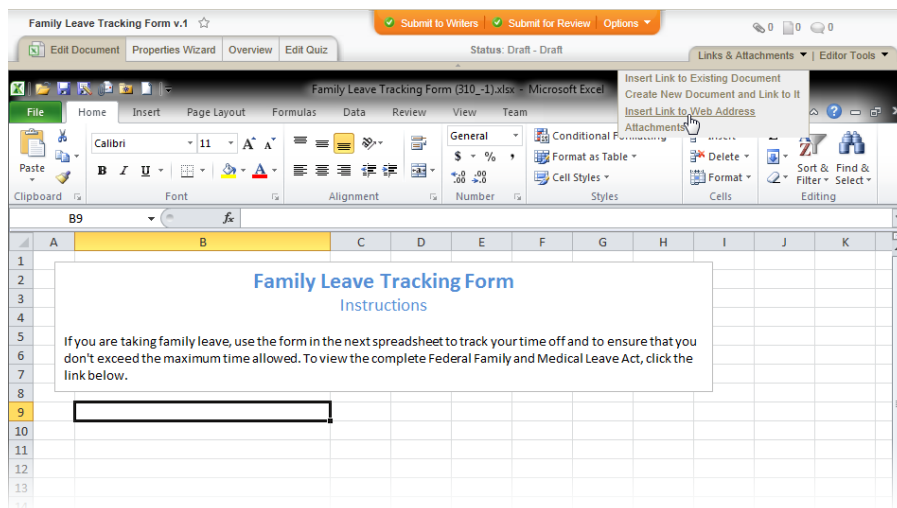 Family Leave Tracking Form v.1
Submit to Writers Submit for Review Options
0 0 0
Edit Document Properties Wizard Overview Edit Quiz
Status: Draft - Draft
Links & Attachments | Editor Tools
Insert Link to Existing Document
Create New Document and Link to It
Insert Link to Web Address
Attachments
Family Leave Tracking Form (310_-1).xlsx - Microsoft Excel
File Home Insert Page Layout Formulas Data Review View Team
Calibri 11 General
Paste B I U A A A $ % , .0 .00 .00 .0
Conditional Formatting
Format as Table
Cell Styles
Insert
Delete
Format
Σ
Sort & Filter
Find & Select
Clipboard Font Alignment Number Styles Cells Editing
B9 fx
A B C D E F G H I J K
1
2
3
4
5
6
7
8
9
10
11
12
13
14
Family Leave Tracking Form
Instructions
If you are taking family leave, use the form in the next spreadsheet to track your time off and to ensure that you
don't exceed the maximum time allowed. To view the complete Federal Family and Medical Leave Act, click the
link below.